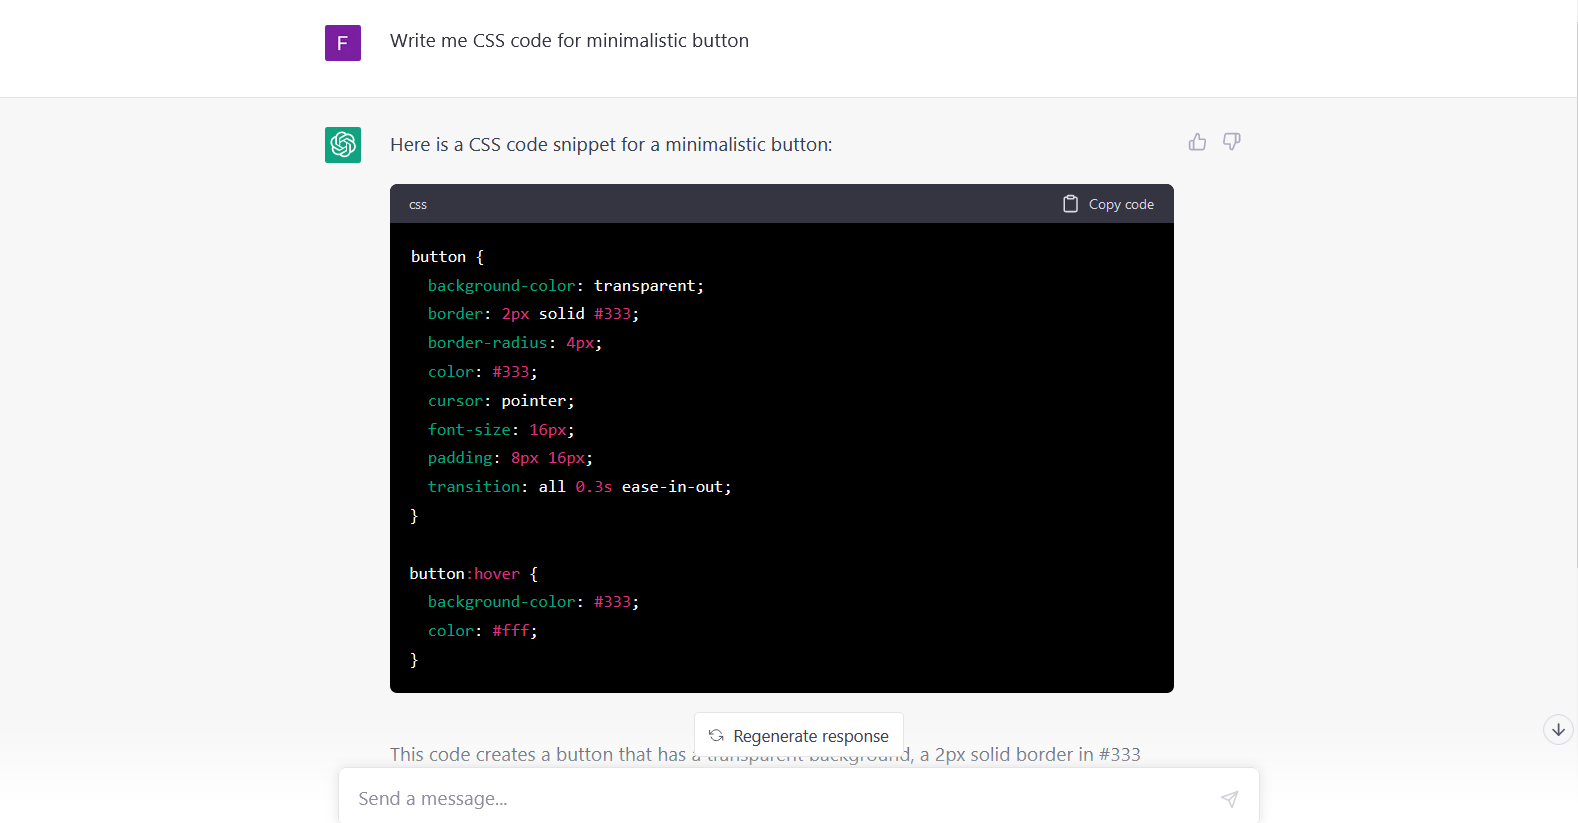 F
Write me CSS code for minimalistic button
Here is a CSS code snippet for a minimalistic button:
css
Copy code
button {
  background-color: transparent;
  border: 2px solid #333;
  border-radius: 4px;
  color: #333;
  cursor: pointer;
  font-size: 16px;
  padding: 8px 16px;
  transition: all 0.3s ease-in-out;
}
button:hover {
  background-color: #333;
  color: #fff;
}
Regenerate response
This code creates a button that has a transparent background, a 2px solid border in #333
Send a message...